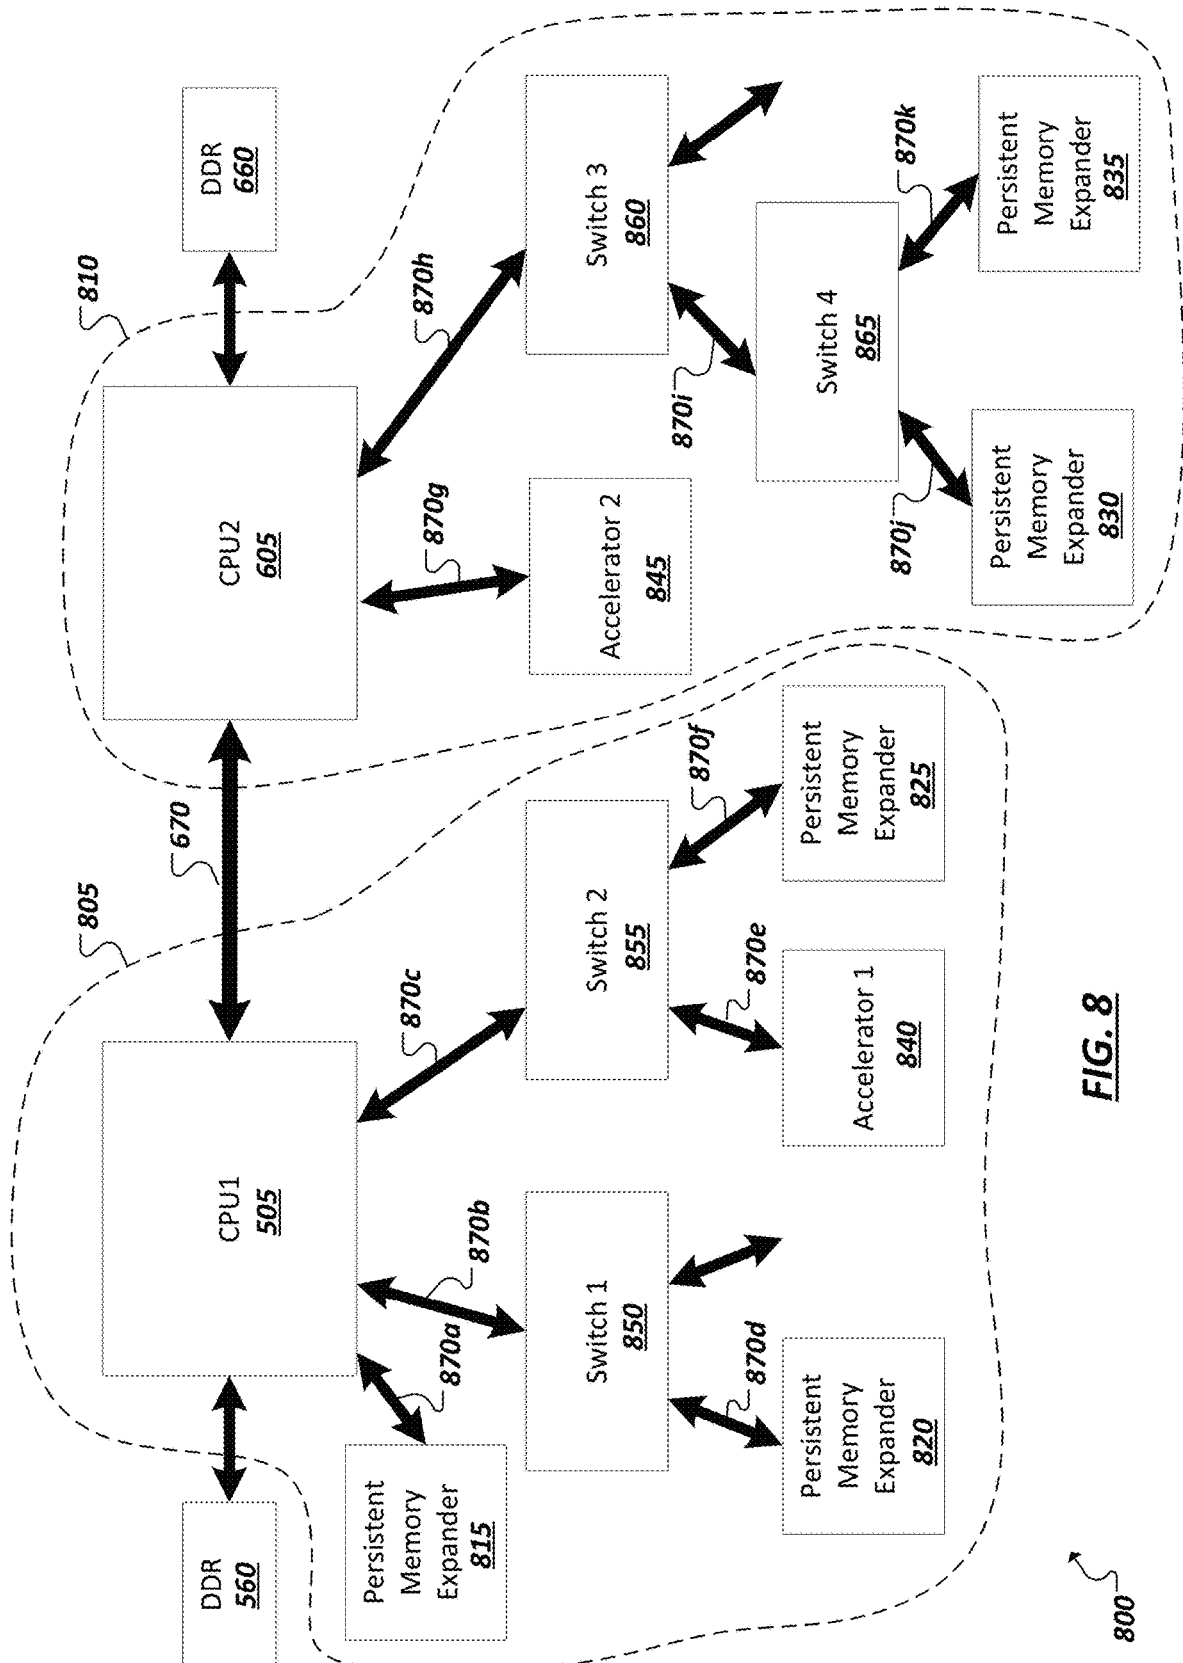 805
810
DDR
560
CPU1
505
670
CPU2
605
DDR
660
870a
870b
870c
870g
870h
Persistent
Memory
Expander
815
Switch 1
850
Switch 2
855
Accelerator 2
845
Switch 3
860
870d
870e
870f
870i
Persistent
Memory
Expander
820
Accelerator 1
840
Persistent
Memory
Expander
825
Switch 4
865
870j
870k
Persistent
Memory
Expander
830
Persistent
Memory
Expander
835
800
FIG. 8